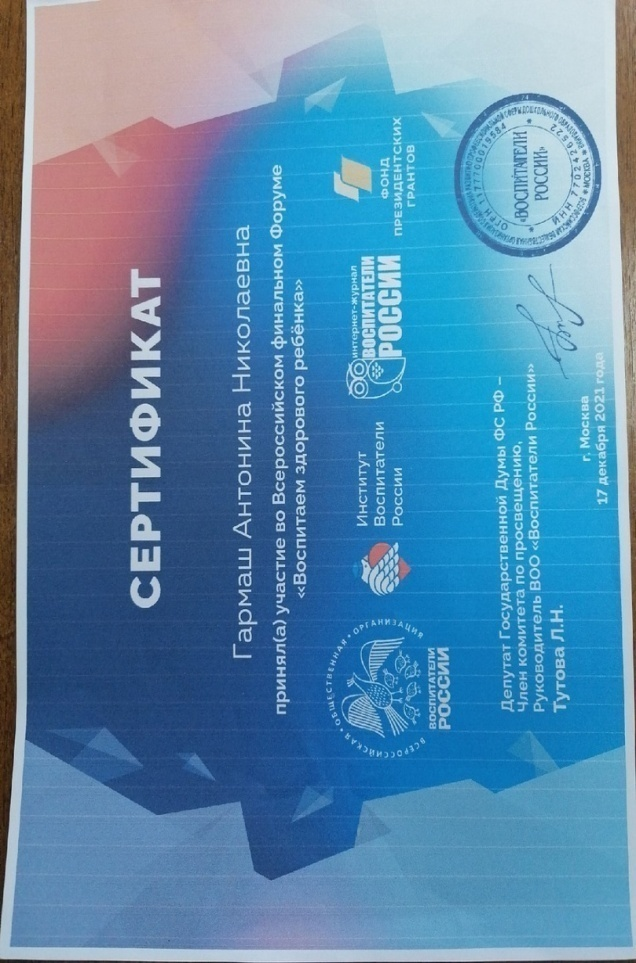 СЕРТИФИКАТ
Гармаш Антонина Николаевна
принял(а) участие во Всероссийском финальном Форуме
«Воспитаем здорового ребёнка»
ВСЕРОССИЙСКАЯ • ОБЩЕСТВЕННАЯ • ОРГАНИЗАЦИЯ
ВОСПИТАТЕЛИ
РОССИИ
Институт
Воспитатели
России
интернет-журнал
ВОСПИТАТЕЛИ
РОССИИ
ФОНД
ПРЕЗИДЕНТСКИХ
ГРАНТОВ
Депутат Государственной Думы ФС РФ –
Член комитета по просвещению,
Руководитель ВОО «Воспитатели России»
Тутова Л.Н.
«ВОСПИТАТЕЛИ
РОССИИ»
МОСКВА
г. Москва
17 декабря 2021 года